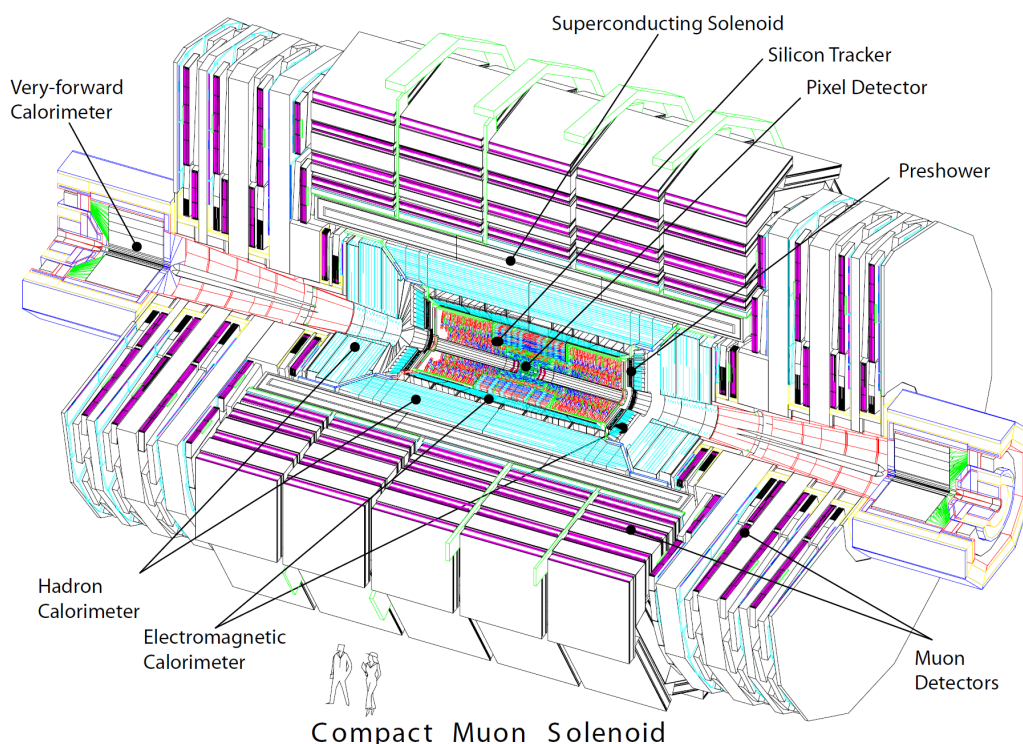 Superconducting Solenoid
Silicon Tracker
Pixel Detector
Very-forward
Calorimeter
Preshower
Hadron
Calorimeter
Electromagnetic
Calorimeter
Muon
Detectors
Compact Muon Solenoid